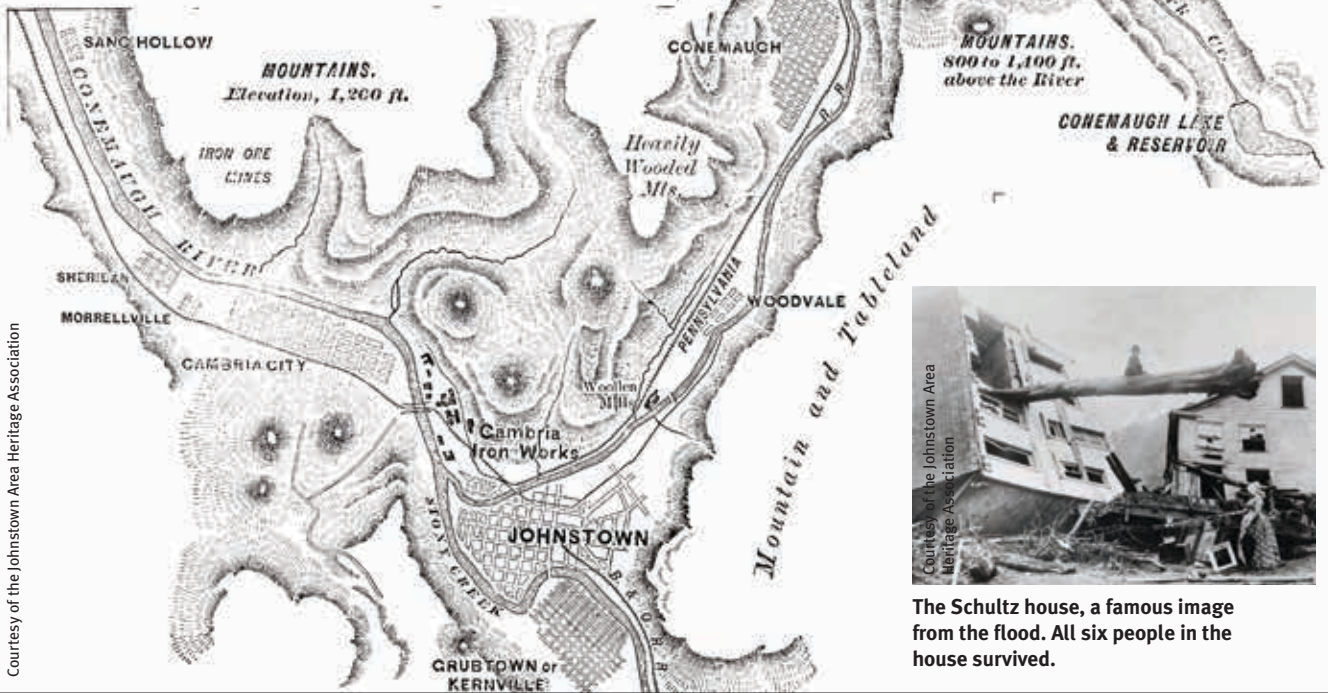 SANG HOLLOW
MOUNTAINS.
Elevation, 1,200 ft.
CONEMAUGH
MOUNTAINS.
800 to 1,400 ft.
above the River
CONEMAUGH LAKE
& RESERVOIR
IRON ORE
MINES
Heavily
Wooded
Mts.
CONEMAUGH RIVER
R R
SHERIDAN
MORRELLVILLE
CAMBRIA CITY
PENNSYLVANIA
WOODVALE
Mountain and Tableland
Woollen
Mills
Cambria
Iron Works
STONY CREEK
JOHNSTOWN
B & O R R
GRUBTOWN or
KERNVILLE
Courtesy of the Johnstown Area Heritage Association
Courtesy of the Johnstown Area
Heritage Association
The Schultz house, a famous image
from the flood. All six people in the
house survived.